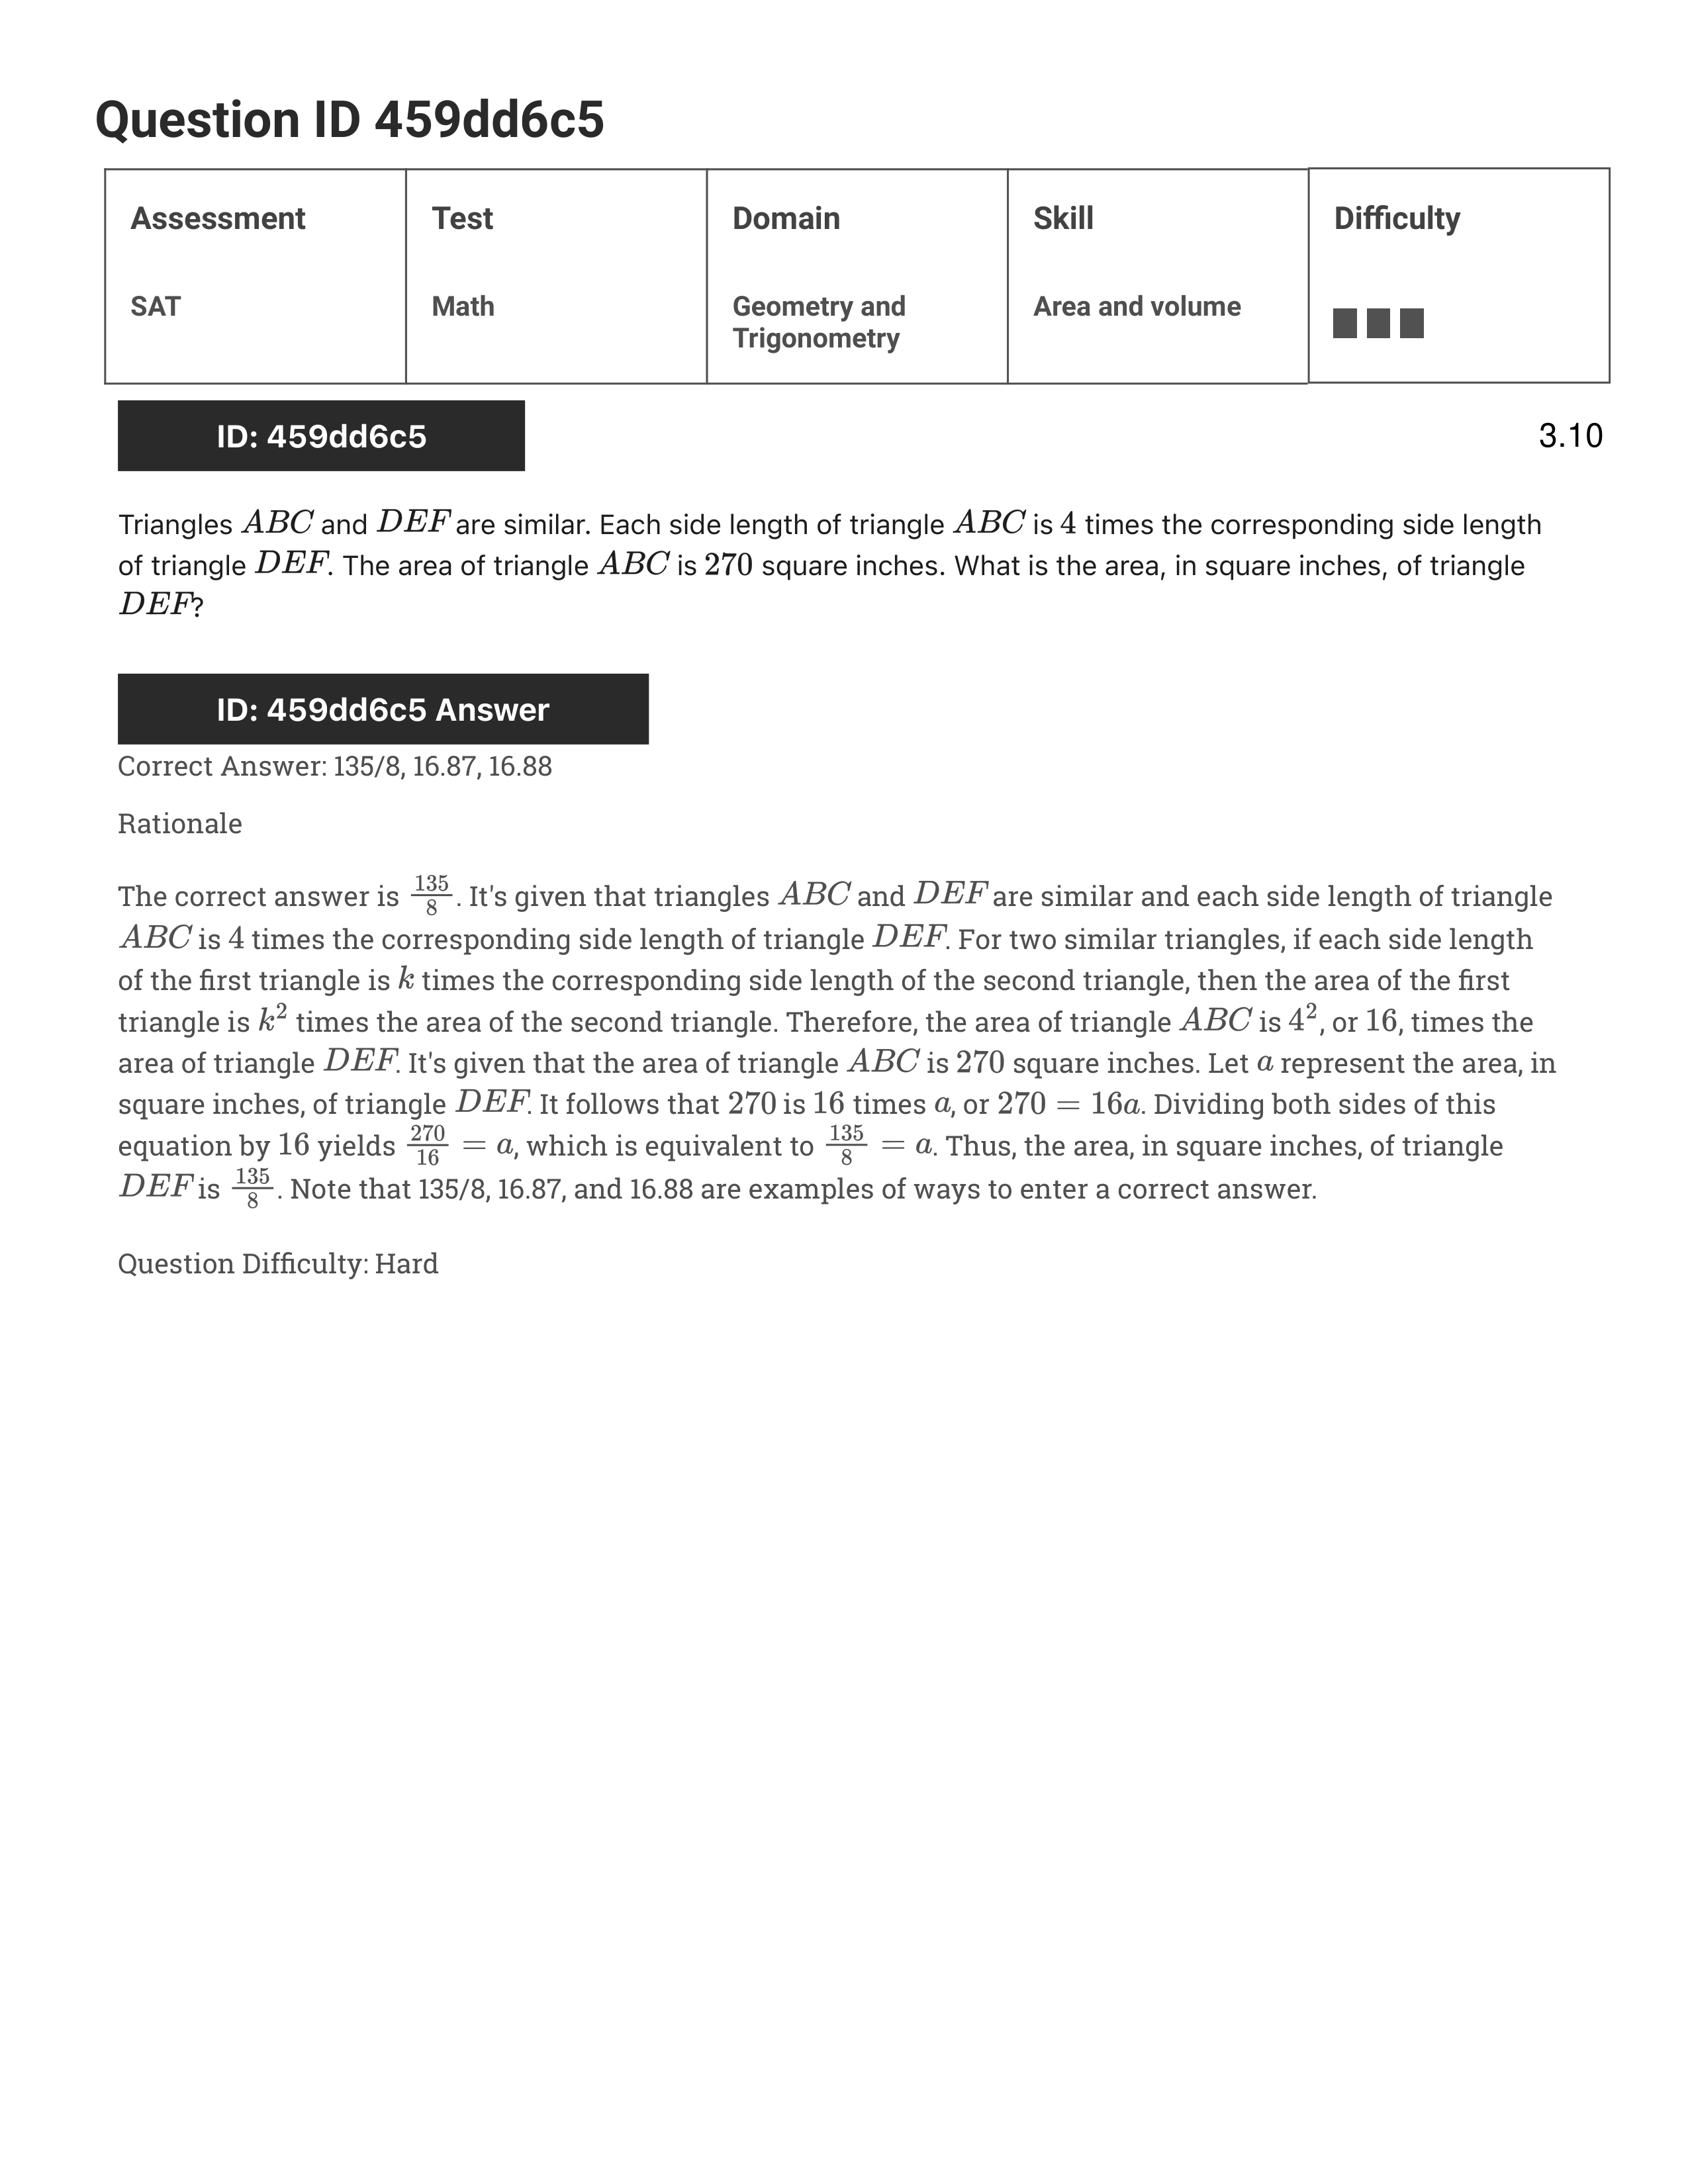 Question ID 459dd6c5
Assessment Test Domain Skill Difficulty
SAT Math Geometry and Trigonometry Area and volume
ID: 459dd6c5 3.10
Triangles ABC and DEF are similar. Each side length of triangle ABC is 4 times the corresponding side length
of triangle DEF. The area of triangle ABC is 270 square inches. What is the area, in square inches, of triangle
DEF?
ID: 459dd6c5 Answer
Correct Answer: 135/8, 16.87, 16.88
Rationale
The correct answer is 135/8. It's given that triangles ABC and DEF are similar and each side length of triangle
ABC is 4 times the corresponding side length of triangle DEF. For two similar triangles, if each side length
of the first triangle is k times the corresponding side length of the second triangle, then the area of the first
triangle is k² times the area of the second triangle. Therefore, the area of triangle ABC is 4², or 16, times the
area of triangle DEF. It's given that the area of triangle ABC is 270 square inches. Let a represent the area, in
square inches, of triangle DEF. It follows that 270 is 16 times a, or 270 = 16a. Dividing both sides of this
equation by 16 yields 270/16 = a, which is equivalent to 135/8 = a. Thus, the area, in square inches, of triangle
DEF is 135/8. Note that 135/8, 16.87, and 16.88 are examples of ways to enter a correct answer.
Question Difficulty: Hard